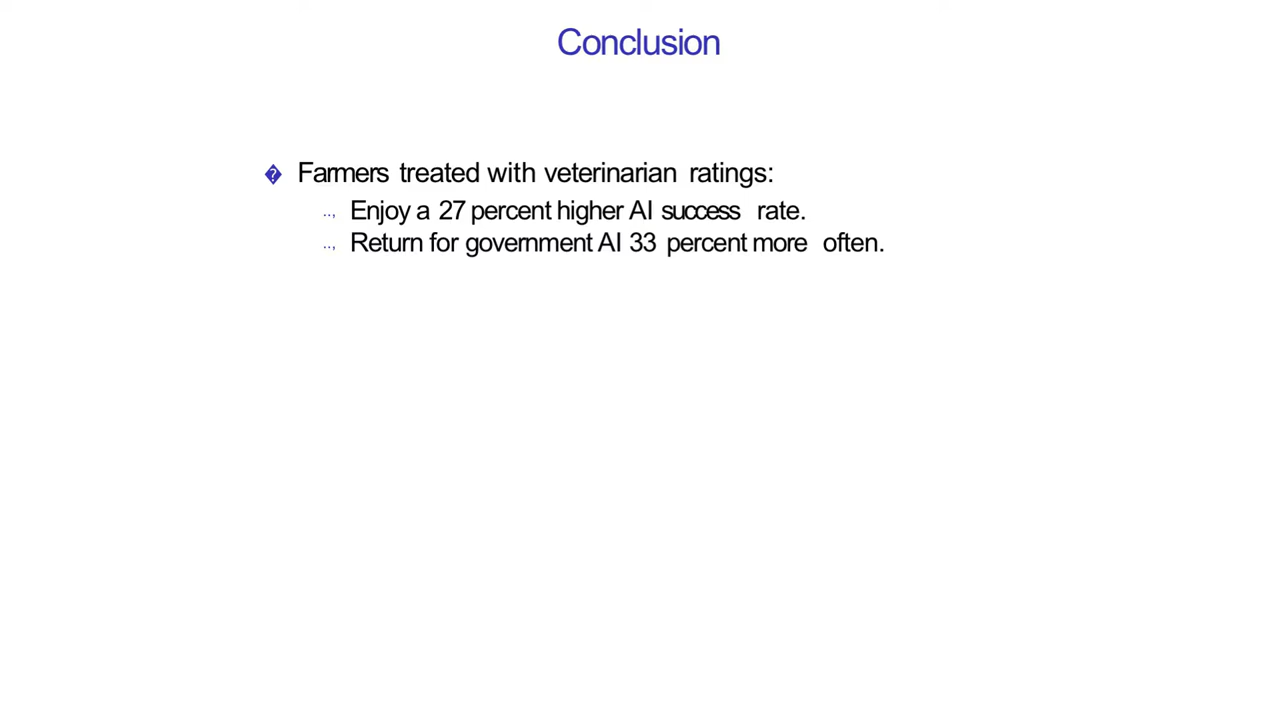 Conclusion
� Farmers treated with veterinarian ratings:
.., Enjoy a 27 percent higher AI success rate.
.., Return for government AI 33 percent more often.